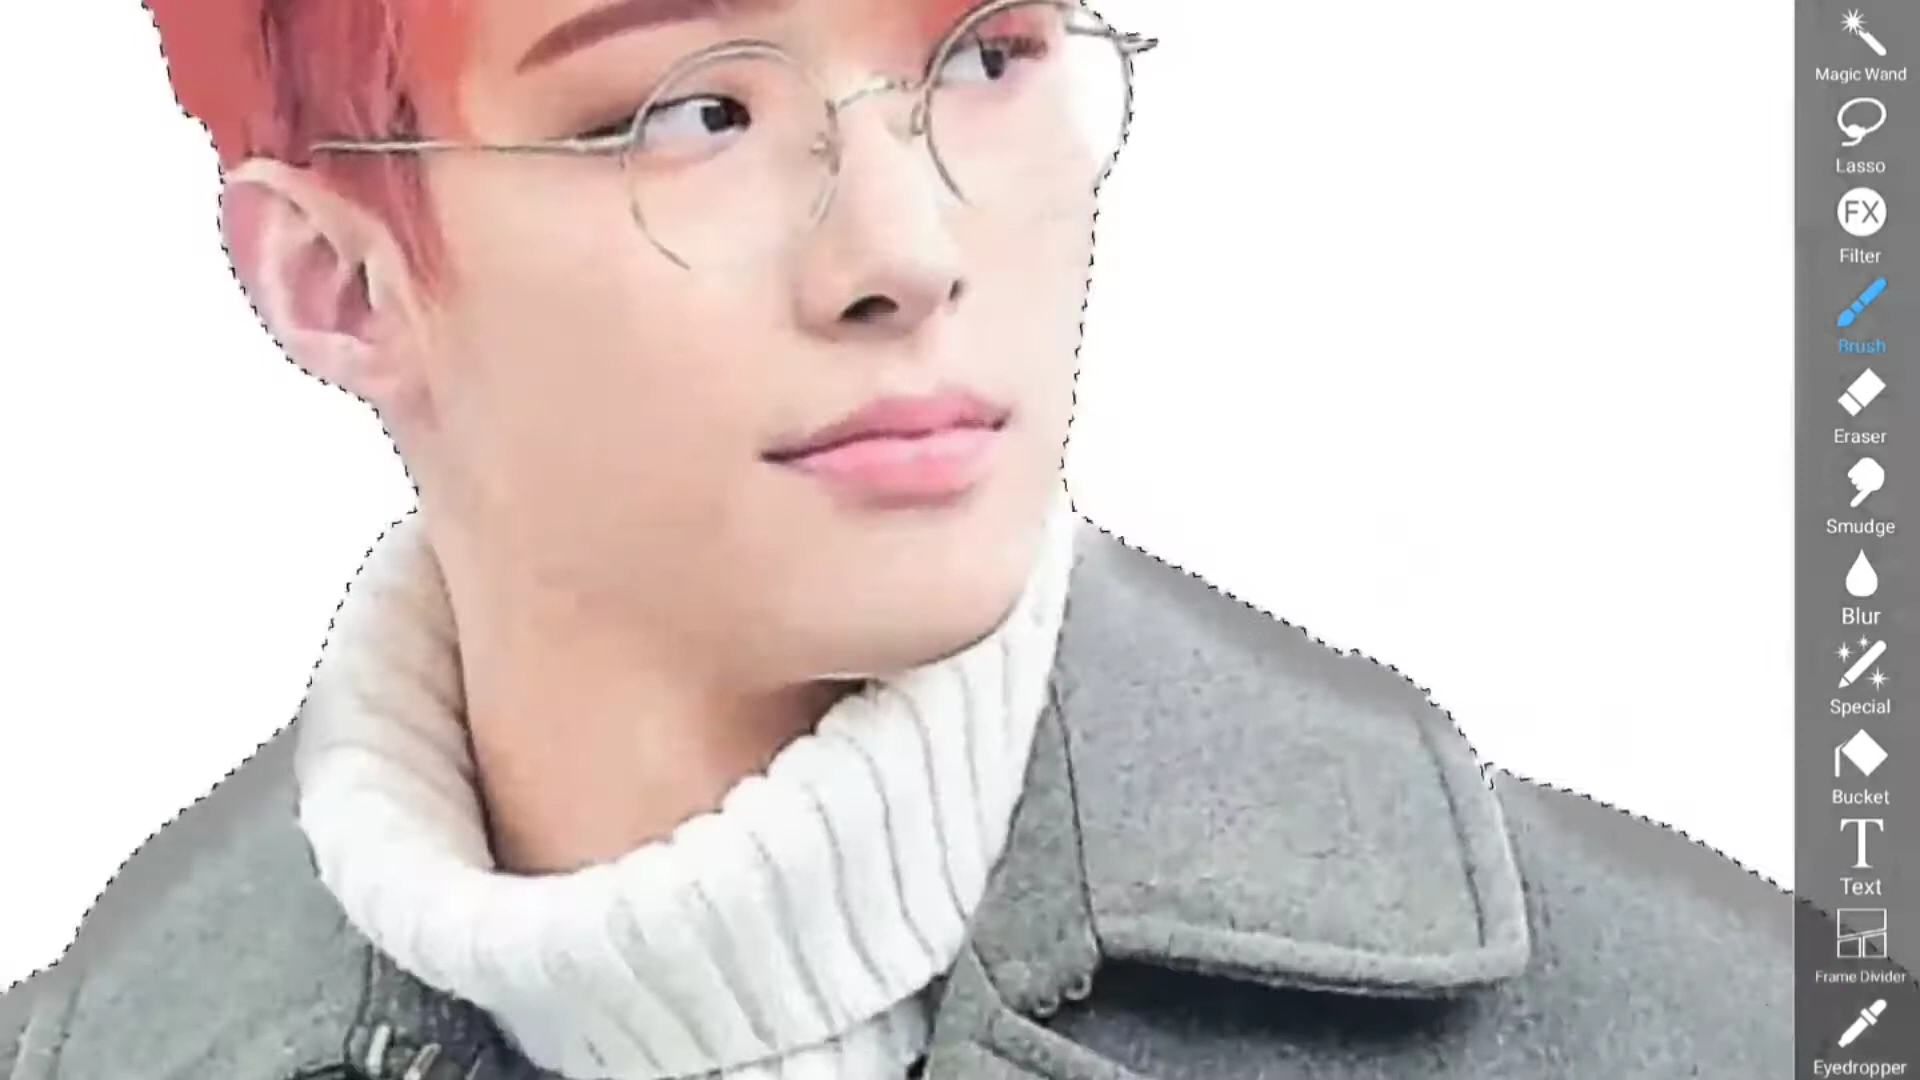 Magic Wand
Lasso
FX
Filter
Brush
Eraser
Smudge
Blur
Special
Bucket
T
Text
Frame Divider
Eyedropper